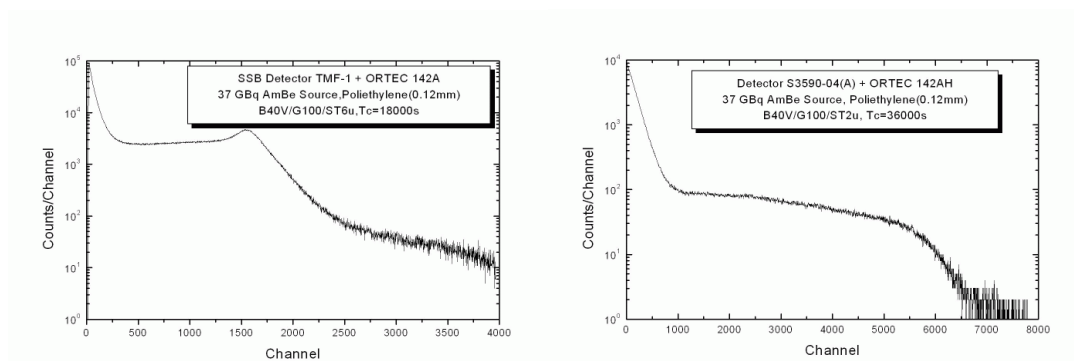 SSB Detector TMF-1 + ORTEC 142A
37 GBq AmBe Source,Poliethylene(0.12mm)
B40V/G100/ST6u,Tc=18000s
Counts/Channel
10^5
10^4
10^3
10^2
10^1
10^0
0 500 1000 1500 2000 2500 3000 3500 4000
Channel
Detector S3590-04(A) + ORTEC 142AH
37 GBq AmBe Source, Poliethylene(0.12mm)
B40V/G100/ST2u, Tc=36000s
Counts/Channel
10^4
10^3
10^2
10^1
10^0
0 1000 2000 3000 4000 5000 6000 7000 8000
Channel